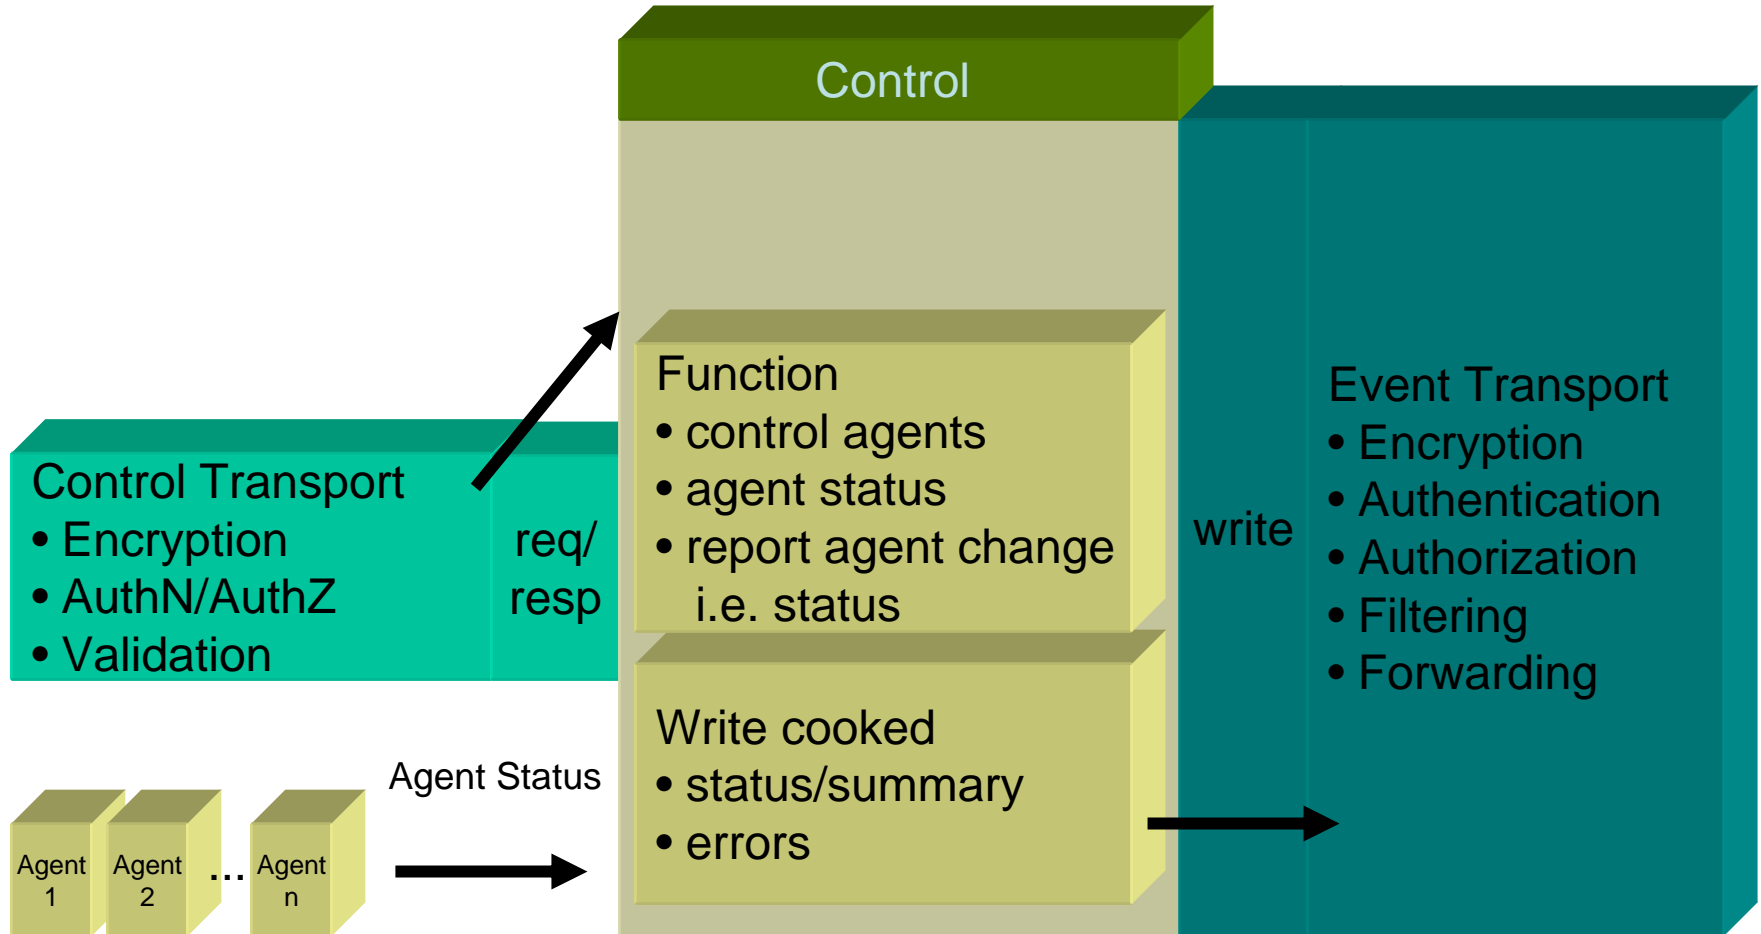 Control
Control Transport
• Encryption
• AuthN/AuthZ
• Validation
req/
resp
Function
• control agents
• agent status
• report agent change
i.e. status
Write cooked
• status/summary
• errors
write
Event Transport
• Encryption
• Authentication
• Authorization
• Filtering
• Forwarding
Agent Status
Agent
1
Agent
2
...
Agent
n